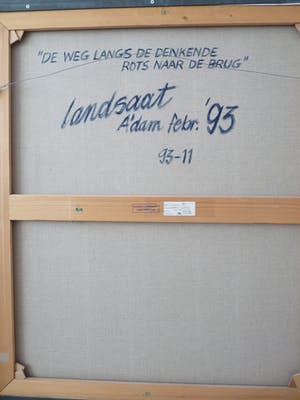 "DE WEG LANGS DE DENKENDE
ROTS NAAR DE BRUG"
landsaat
A'dam febr. '93
93-11